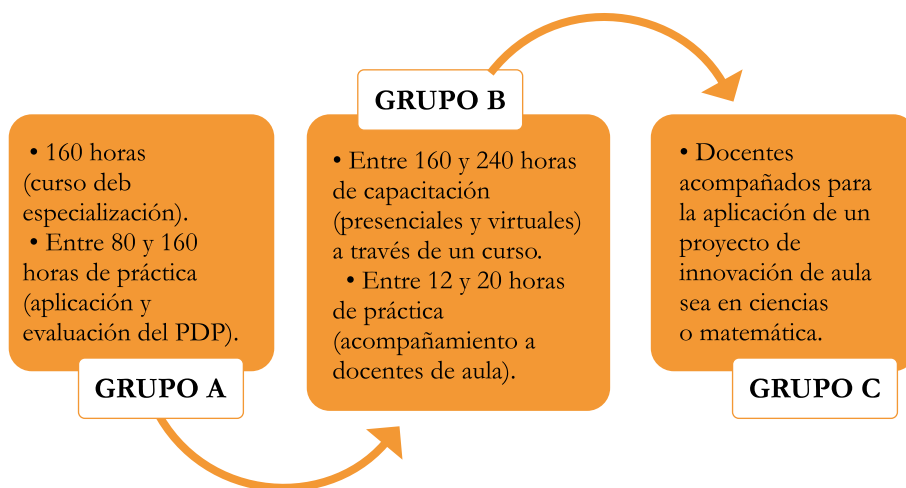 • 160 horas
(curso deb
especialización).
• Entre 80 y 160
horas de práctica
(aplicación y
evaluación del PDP).
GRUPO A
GRUPO B
• Entre 160 y 240 horas
de capacitación
(presenciales y virtuales)
a través de un curso.
• Entre 12 y 20 horas
de práctica
(acompañamiento a
docentes de aula).
• Docentes
acompañados para
la aplicación de un
proyecto de
innovación de aula
sea en ciencias
o matemática.
GRUPO C